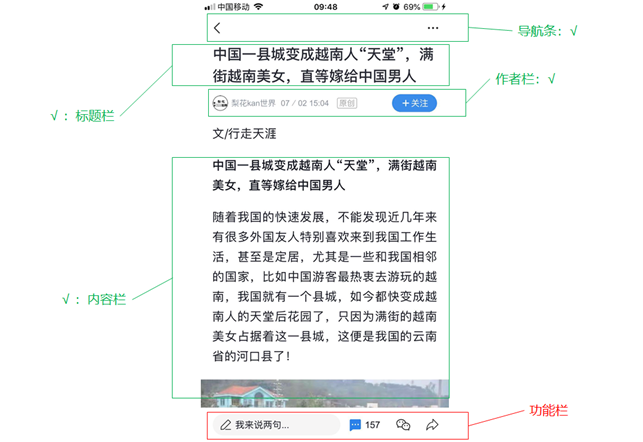 中国移动 09:48 69%
导航条：√
中国一县城变成越南人“天堂”，满
街越南美女，直等嫁给中国男人
作者栏：√
√ ：标题栏
梨花kan世界 07 / 02 15:04 原创 +关注
文/行走天涯
中国一县城变成越南人“天堂”，满街越南
美女，直等嫁给中国男人
随着我国的快速发展，不能发现近几年来
有很多外国友人特别喜欢来到我国工作生
活，甚至是定居，尤其是一些和我国相邻
的国家，比如中国游客最热衷去游玩的越
南，我国就有一个县城，如今都快变成越
南人的天堂后花园了，只因为满街的越南
美女占据着这一县城，这便是我国的云南
省的河口县了！
√ ：内容栏
功能栏
我来说两句... 157